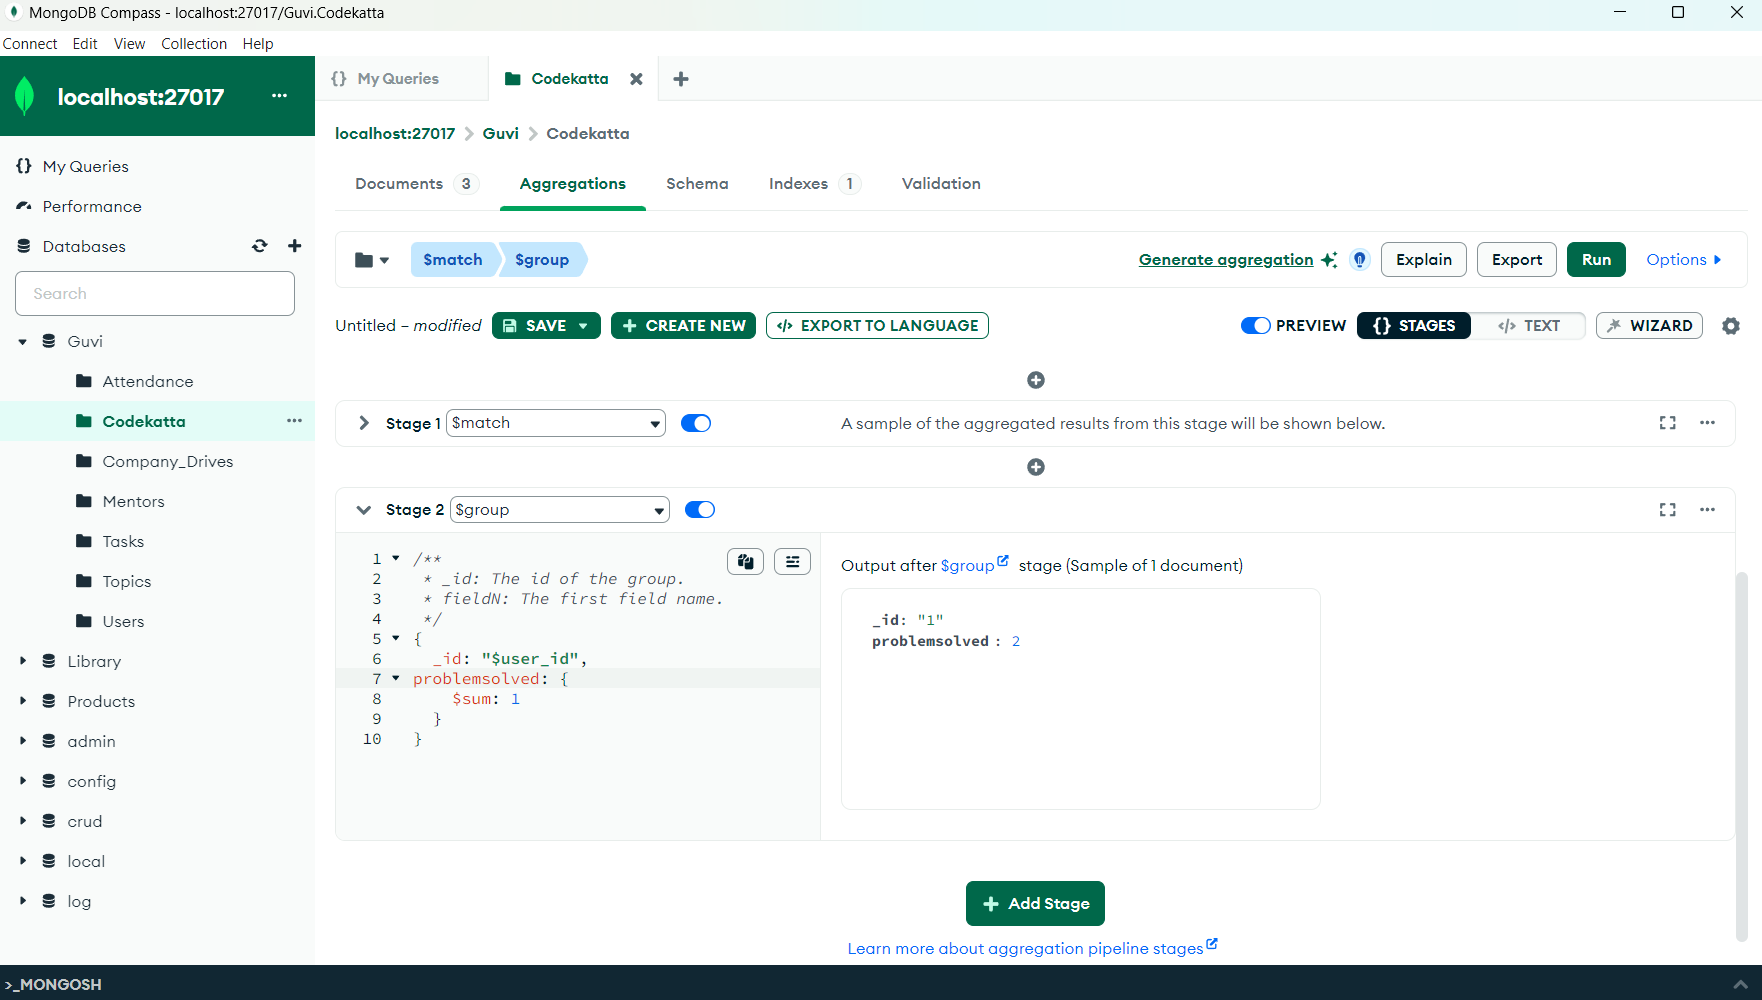 MongoDB Compass - localhost:27017/Guvi.Codekatta
Connect Edit View Collection Help
localhost:27017
My Queries
Codekatta
localhost:27017 > Guvi > Codekatta
My Queries
Performance
Databases
Search
Guvi
Attendance
Codekatta
Company_Drives
Mentors
Tasks
Topics
Users
Library
Products
admin
config
crud
local
log
Documents 3 Aggregations Schema Indexes 1 Validation
$match $group
Generate aggregation Explain Export Run Options
Untitled – modified SAVE CREATE NEW </> EXPORT TO LANGUAGE
PREVIEW {} STAGES </> TEXT WIZARD
Stage 1 $match
A sample of the aggregated results from this stage will be shown below.
Stage 2 $group
1 /**
2 * _id: The id of the group.
3 * fieldN: The first field name.
4 */
5 {
6 _id: "$user_id",
7 problemsolved: {
8 $sum: 1
9 }
10 }
Output after $group stage (Sample of 1 document)
_id: "1"
problemsolved : 2
Add Stage
Learn more about aggregation pipeline stages
>_MONGOSH